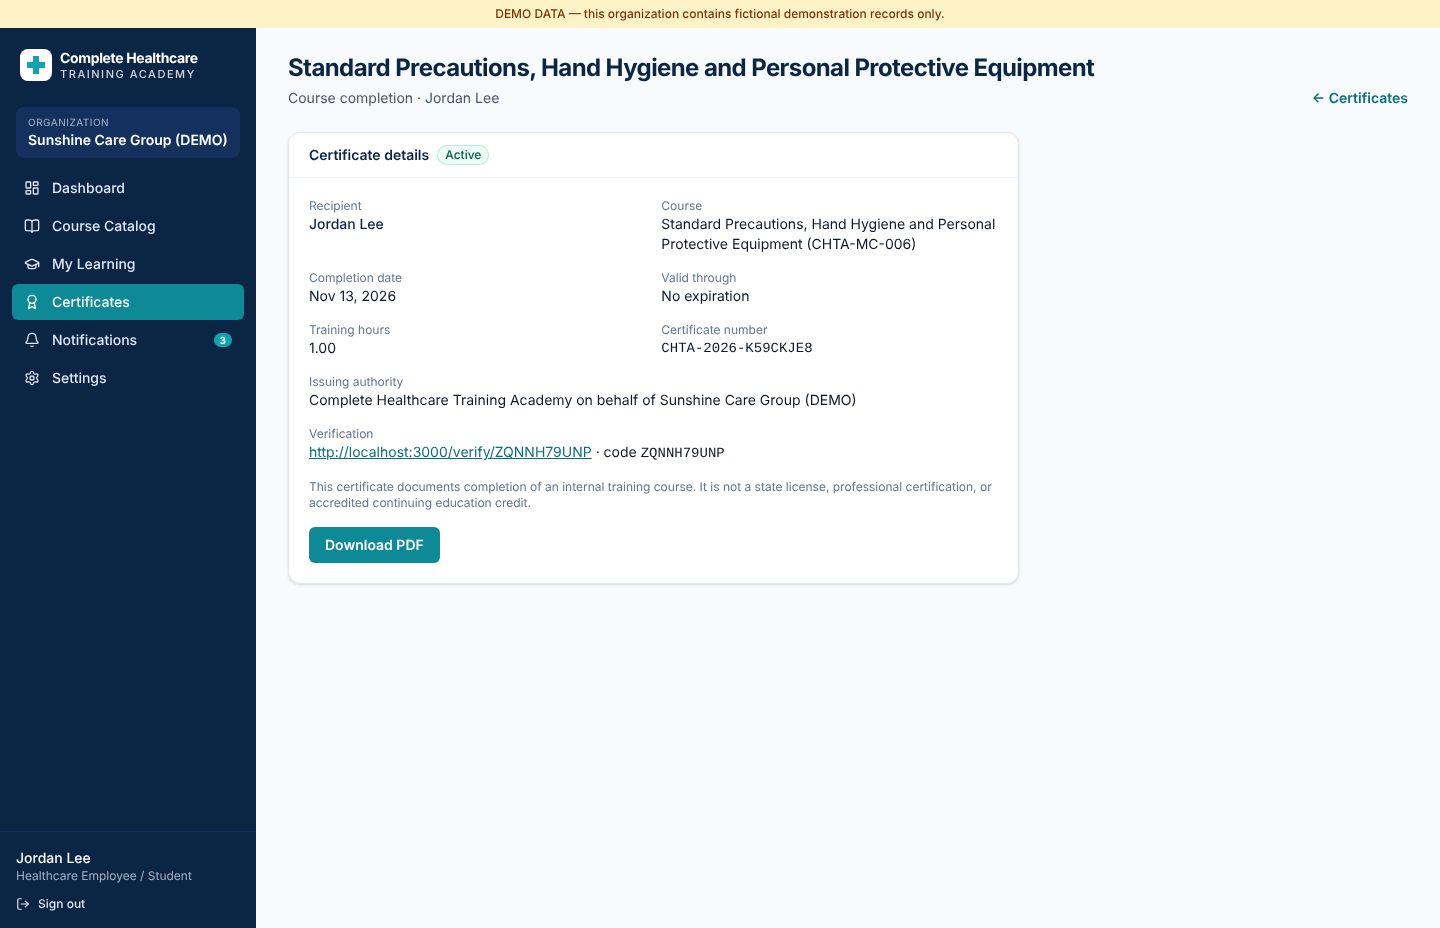 DEMO DATA — this organization contains fictional demonstration records only.
Complete Healthcare
TRAINING ACADEMY
ORGANIZATION
Sunshine Care Group (DEMO)
Dashboard
Course Catalog
My Learning
Certificates
Notifications 3
Settings
Jordan Lee
Healthcare Employee / Student
Sign out
Standard Precautions, Hand Hygiene and Personal Protective Equipment
Course completion · Jordan Lee
← Certificates
Certificate details Active
Recipient
Jordan Lee
Course
Standard Precautions, Hand Hygiene and Personal
Protective Equipment (CHTA-MC-006)
Completion date
Nov 13, 2026
Valid through
No expiration
Training hours
1.00
Certificate number
CHTA-2026-K59CKJE8
Issuing authority
Complete Healthcare Training Academy on behalf of Sunshine Care Group (DEMO)
Verification
http://localhost:3000/verify/ZQNNH79UNP · code ZQNNH79UNP
This certificate documents completion of an internal training course. It is not a state license, professional certification, or
accredited continuing education credit.
Download PDF